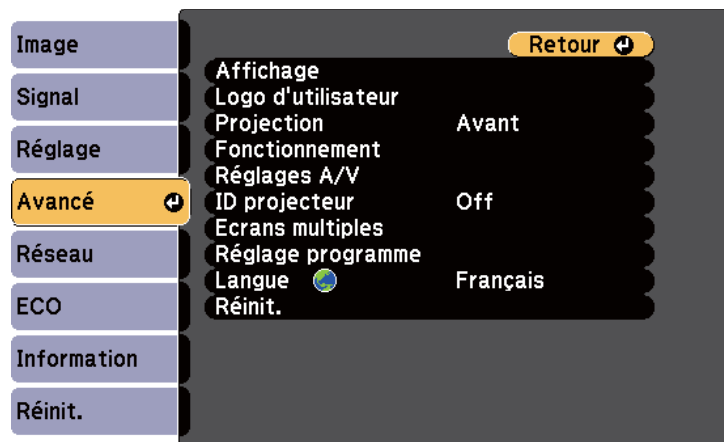 Image
Signal
Réglage
Avancé
Réseau
ECO
Information
Réinit.
Retour
Affichage
Logo d'utilisateur
Projection Avant
Fonctionnement
Réglages A/V
ID projecteur Off
Ecrans multiples
Réglage programme
Langue Français
Réinit.